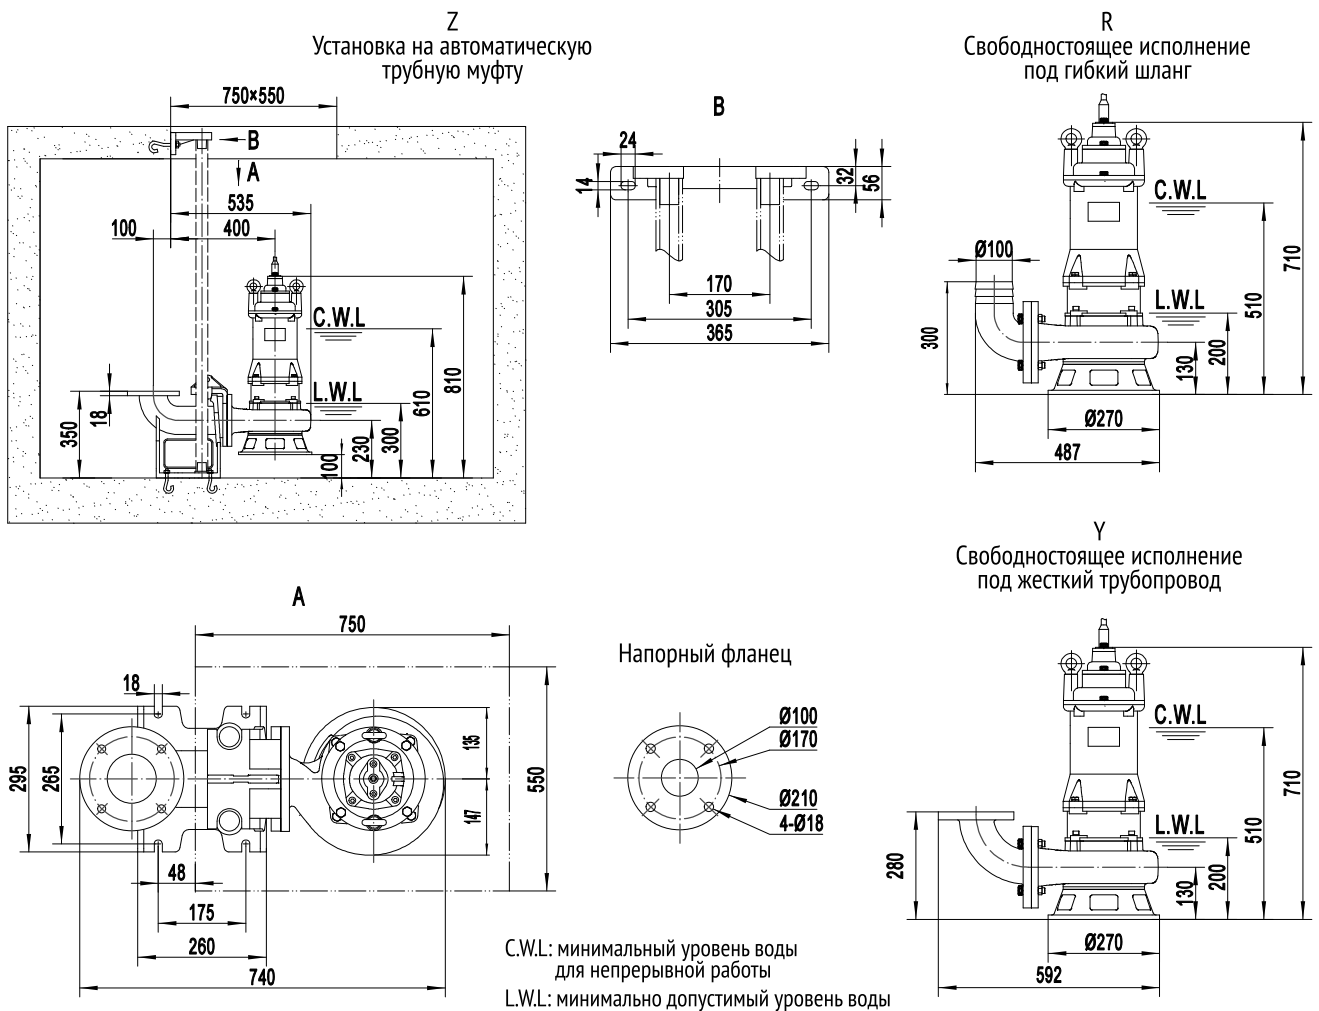 Z
Установка на автоматическую
трубную муфту
750×550
B
A
535
100
400
C.W.L
L.W.L
18
350
100
230
300
610
810
B
24
14
32
56
170
305
365
R
Свободностоящее исполнение
под гибкий шланг
Ø100
C.W.L
L.W.L
300
130
200
510
710
Ø270
487
A
750
18
295
265
135
147
550
48
175
260
740
Напорный фланец
Ø100
Ø170
Ø210
4-Ø18
Y
Свободностоящее исполнение
под жесткий трубопровод
C.W.L
L.W.L
280
130
200
510
710
Ø270
592
C.W.L: минимальный уровень воды
для непрерывной работы
L.W.L: минимально допустимый уровень воды